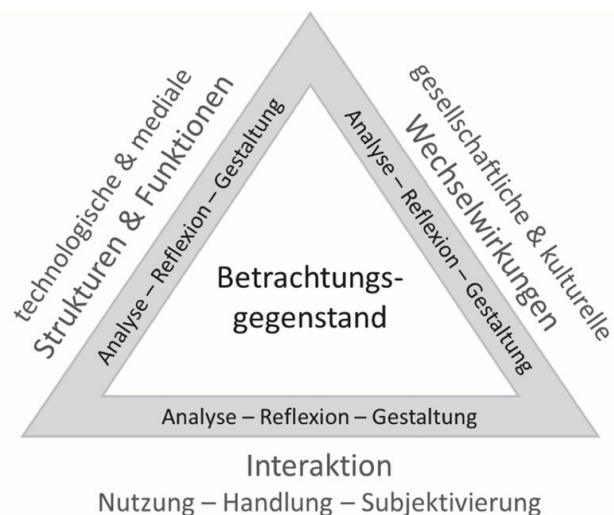 technologische & mediale
Strukturen & Funktionen
Analyse – Reflexion – Gestaltung
gesellschaftliche & kulturelle
Wechselwirkungen
Analyse – Reflexion – Gestaltung
Betrachtungs-
gegenstand
Analyse – Reflexion – Gestaltung
Interaktion
Nutzung – Handlung – Subjektivierung